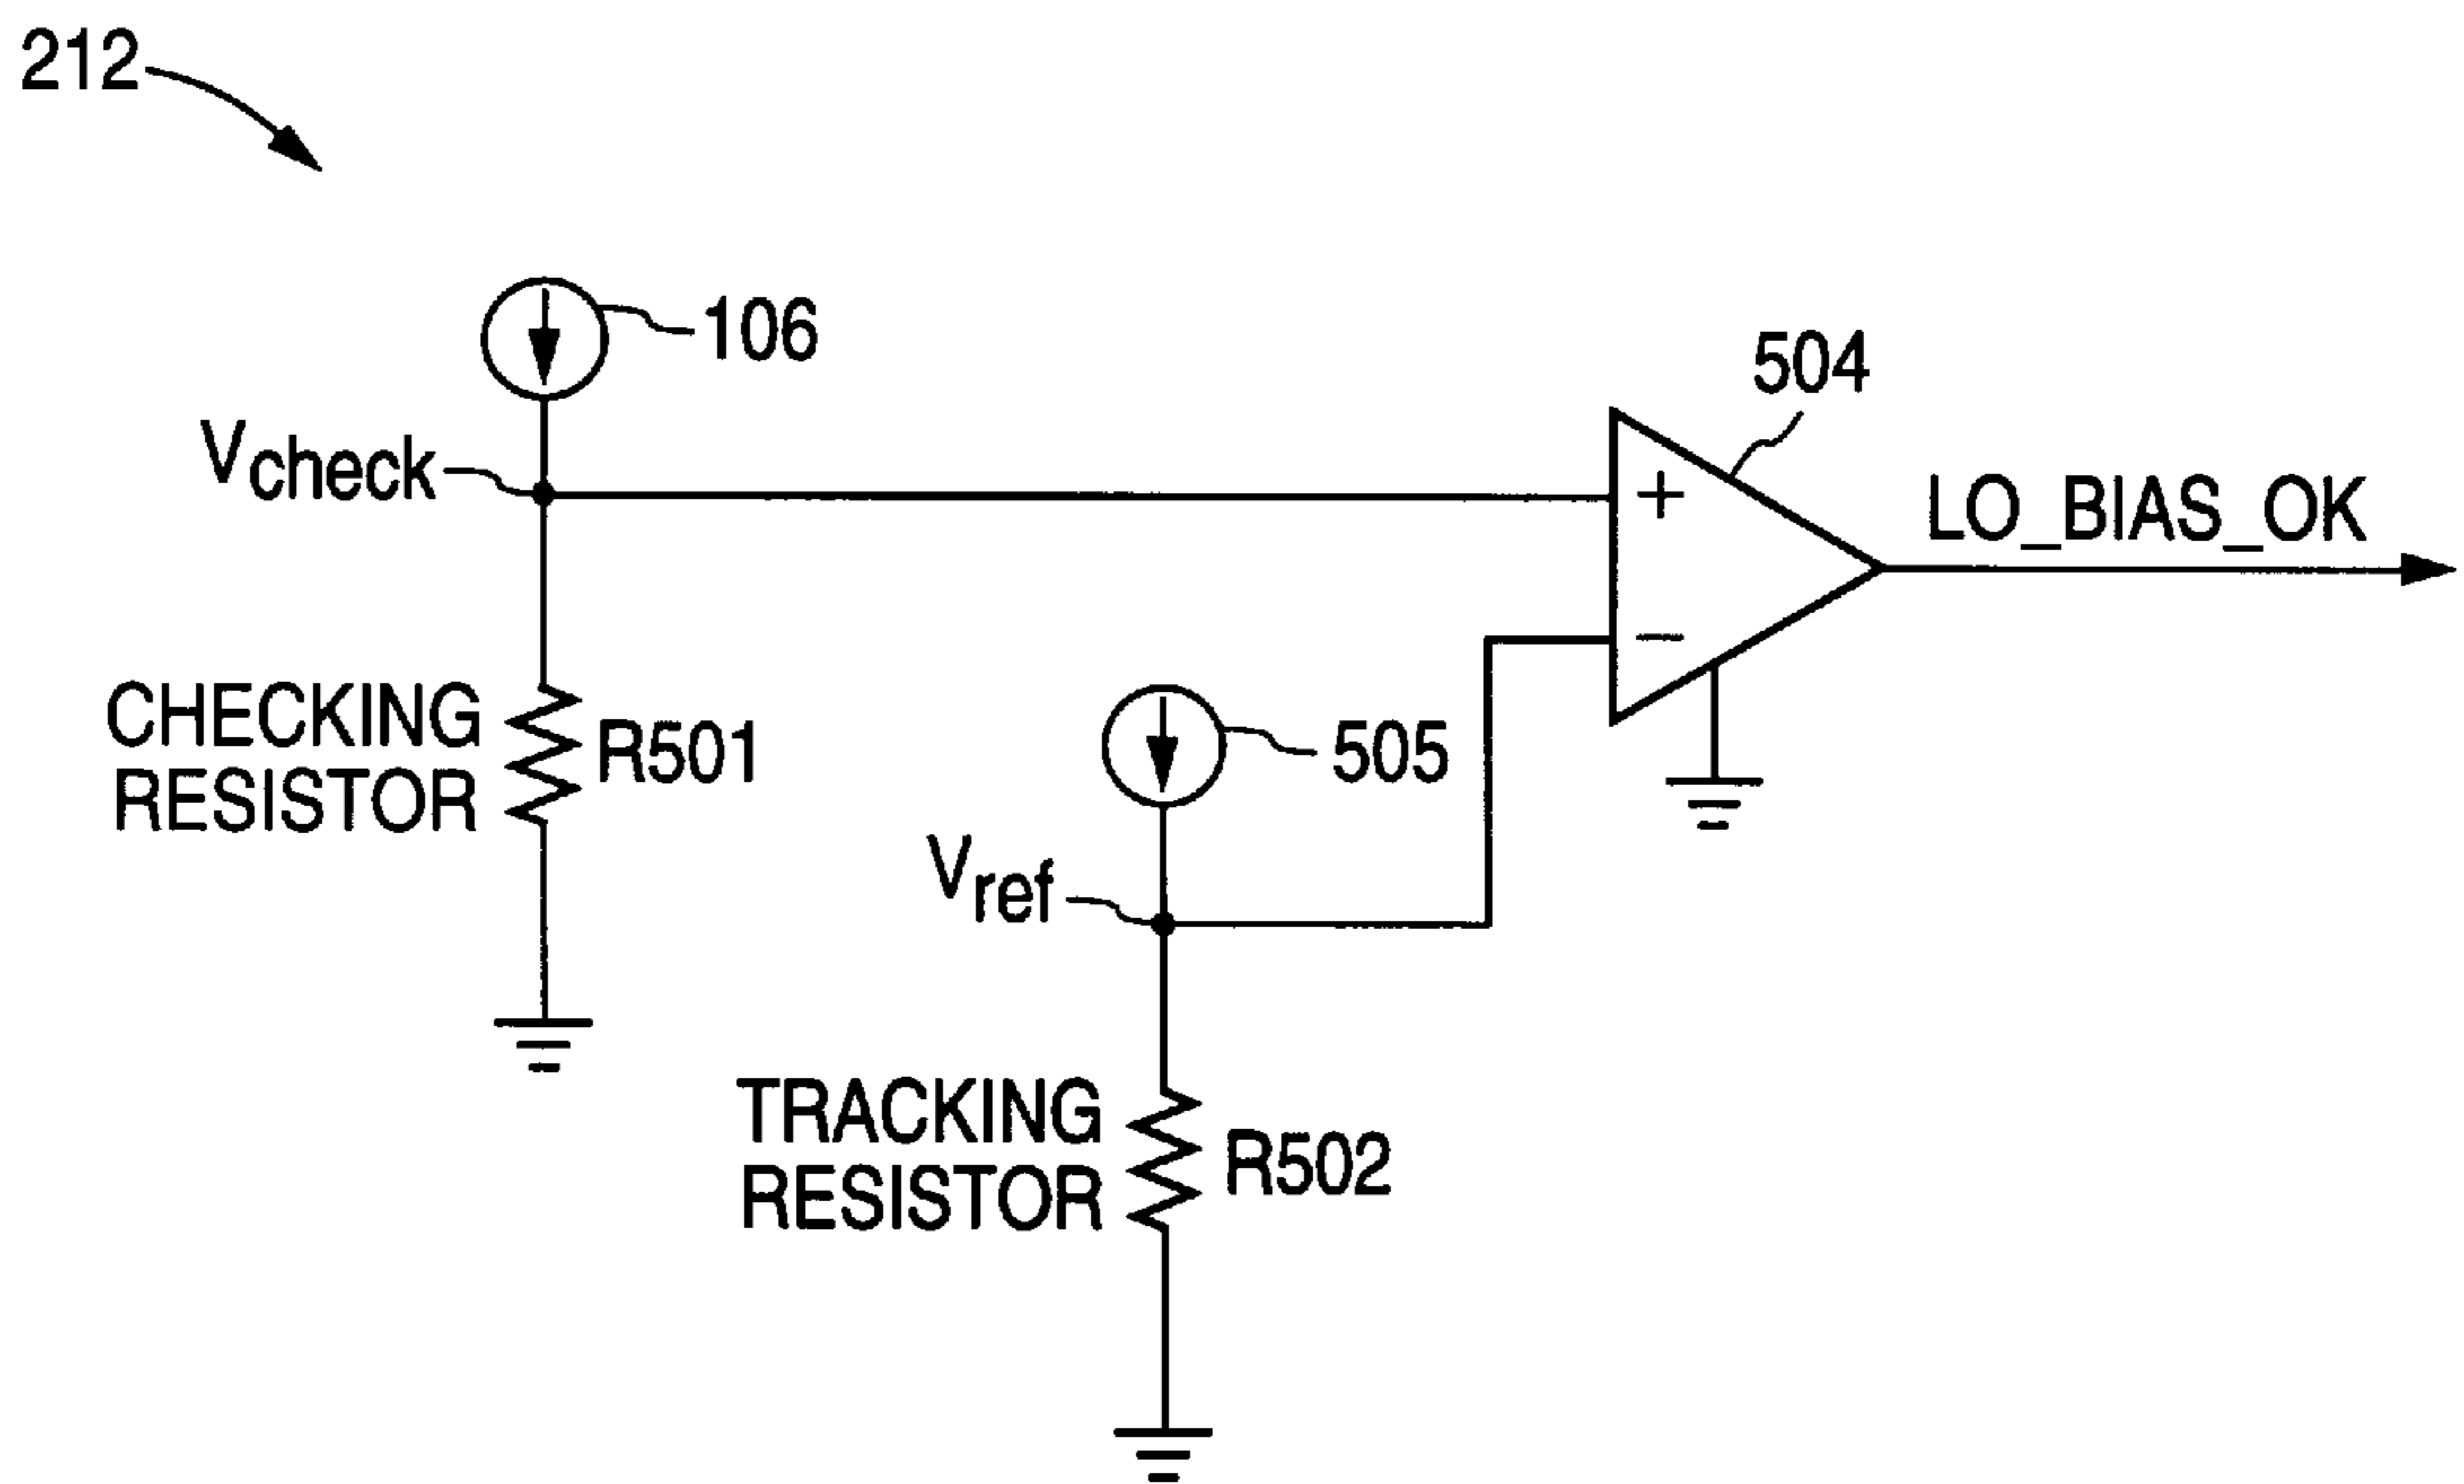 212
106
504
Vcheck
LO_BIAS_OK
+
−
CHECKING
RESISTOR
R501
505
Vref
TRACKING
RESISTOR
R502